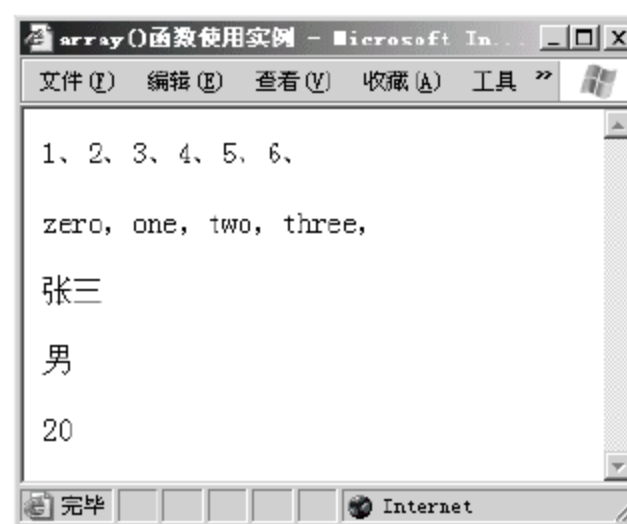 array()函数使用实例 - Microsoft In...
文件(F) 编辑(E) 查看(V) 收藏(A) 工具 »
1、2、3、4、5、6、
zero, one, two, three,
张三
男
20
完毕 Internet